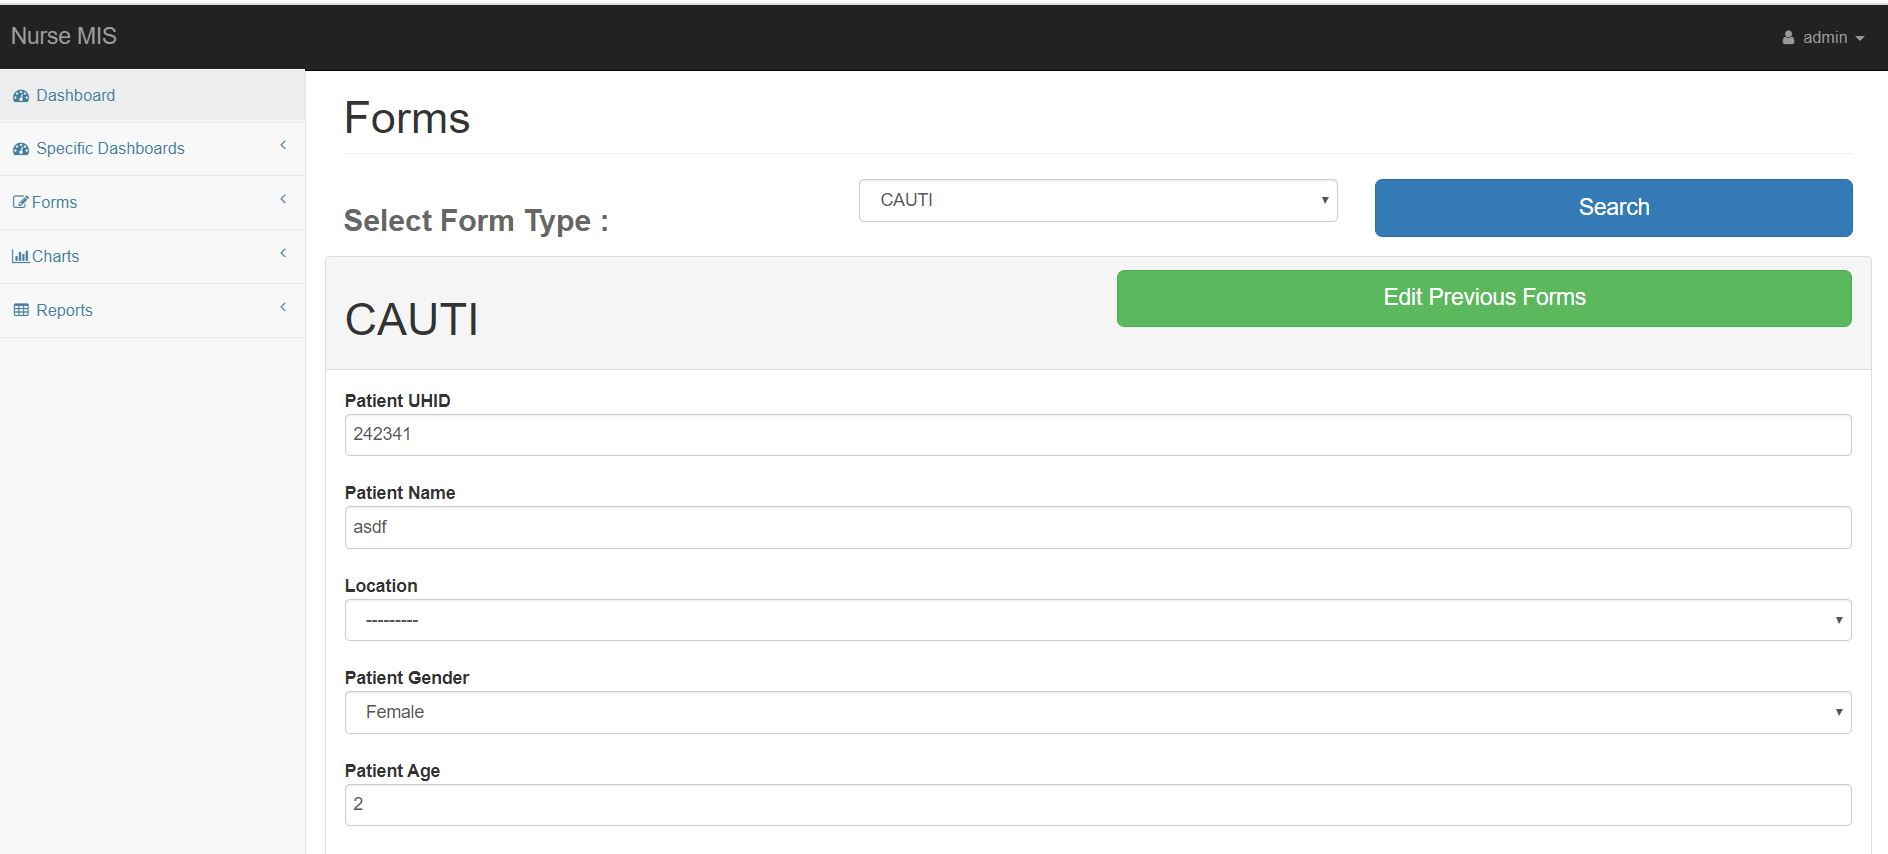 Nurse MIS
admin
Dashboard
Specific Dashboards
Forms
Charts
Reports
Forms
Select Form Type :
CAUTI
Search
CAUTI
Edit Previous Forms
Patient UHID
242341
Patient Name
asdf
Location
---------
Patient Gender
Female
Patient Age
2